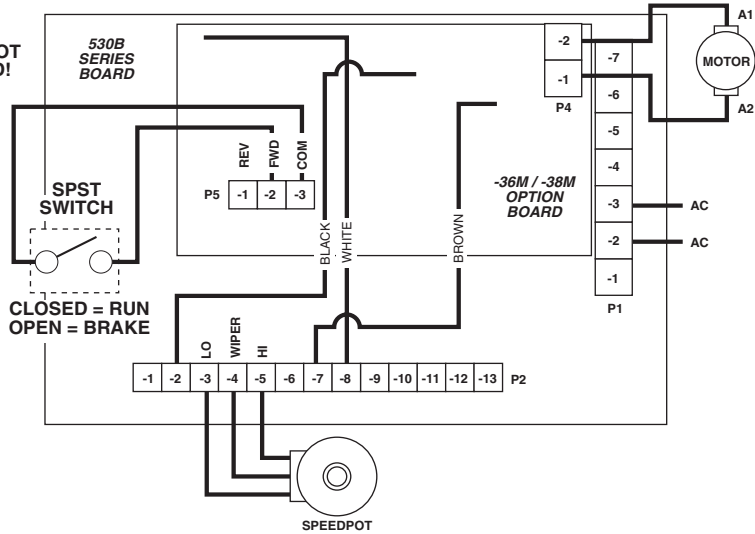 530B
SERIES
BOARD
-36M / -38M
OPTION
BOARD
A1
MOTOR
A2
-2
-1
P4
-7
-6
-5
-4
-3
-2
-1
P1
AC
AC
REV
FWD
COM
P5
-1
-2
-3
SPST
SWITCH
CLOSED = RUN
OPEN = BRAKE
BLACK
WHITE
BROWN
LO
WIPER
HI
-1
-2
-3
-4
-5
-6
-7
-8
-9
-10
-11
-12
-13
P2
SPEEDPOT